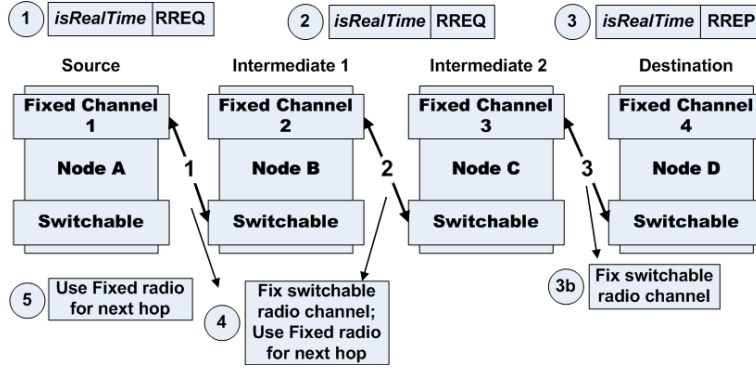 1 isRealTime RREQ
2 isRealTime RREQ
3 isRealTime RREP
Source
Intermediate 1
Intermediate 2
Destination
Fixed Channel
1
Fixed Channel
2
Fixed Channel
3
Fixed Channel
4
Node A
1
Node B
2
Node C
3
Node D
Switchable
Switchable
Switchable
Switchable
5
Use Fixed radio
for next hop
4
Fix switchable
radio channel;
Use Fixed radio
for next hop
3b
Fix switchable
radio channel